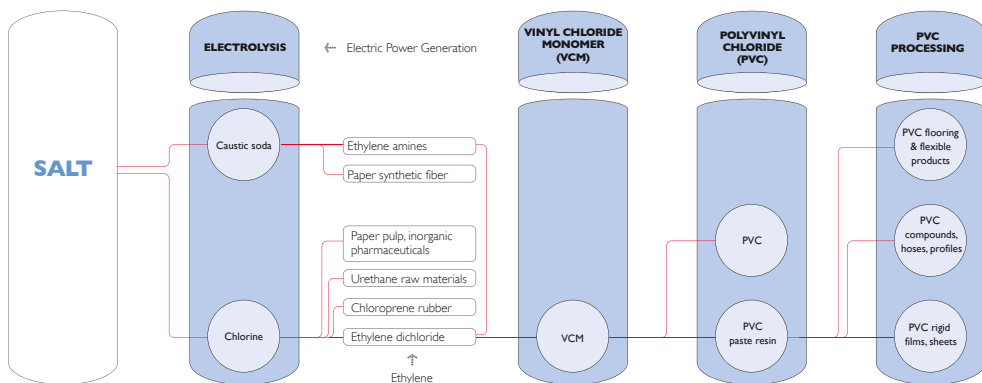 ELECTROLYSIS
Electric Power Generation
VINYL CHLORIDE
MONOMER
(VCM)
POLYVINYL
CHLORIDE
(PVC)
PVC
PROCESSING
SALT
Caustic soda
Ethylene amines
Paper synthetic fiber
PVC flooring
& flexible
products
Paper pulp, inorganic
pharmaceuticals
Urethane raw materials
Chloroprene rubber
PVC
PVC
compounds,
hoses, profiles
Chlorine
Ethylene dichloride
Ethylene
VCM
PVC
paste resin
PVC rigid
films, sheets